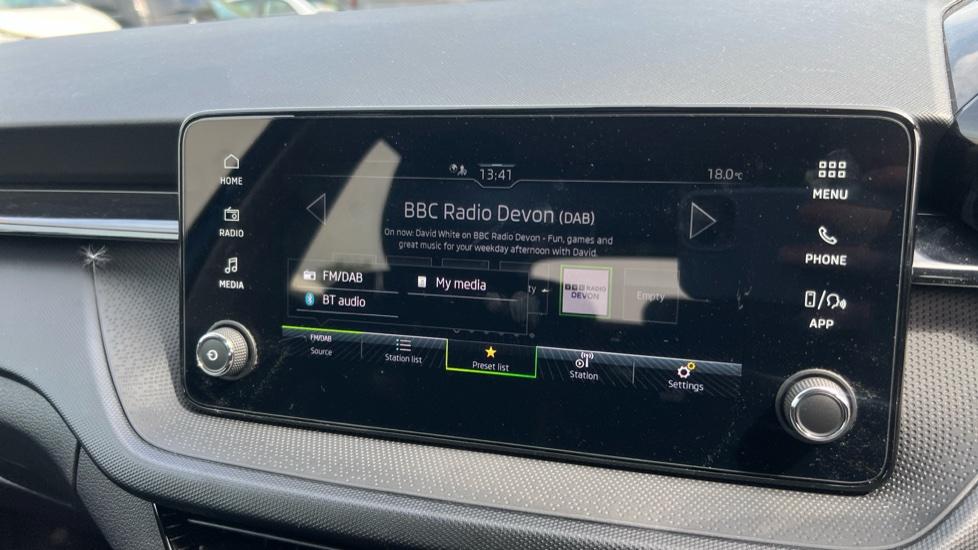 13:41
18.0°C
HOME
RADIO
MEDIA
BBC Radio Devon (DAB)
On now: David White on BBC Radio Devon - Fun, games and
great music for your weekday afternoon with David.
FM/DAB
My media
BT audio
ty
BBC RADIO
DEVON
Empty
FM/DAB
Source
Station list
Preset list
Station
Settings
MENU
PHONE
APP